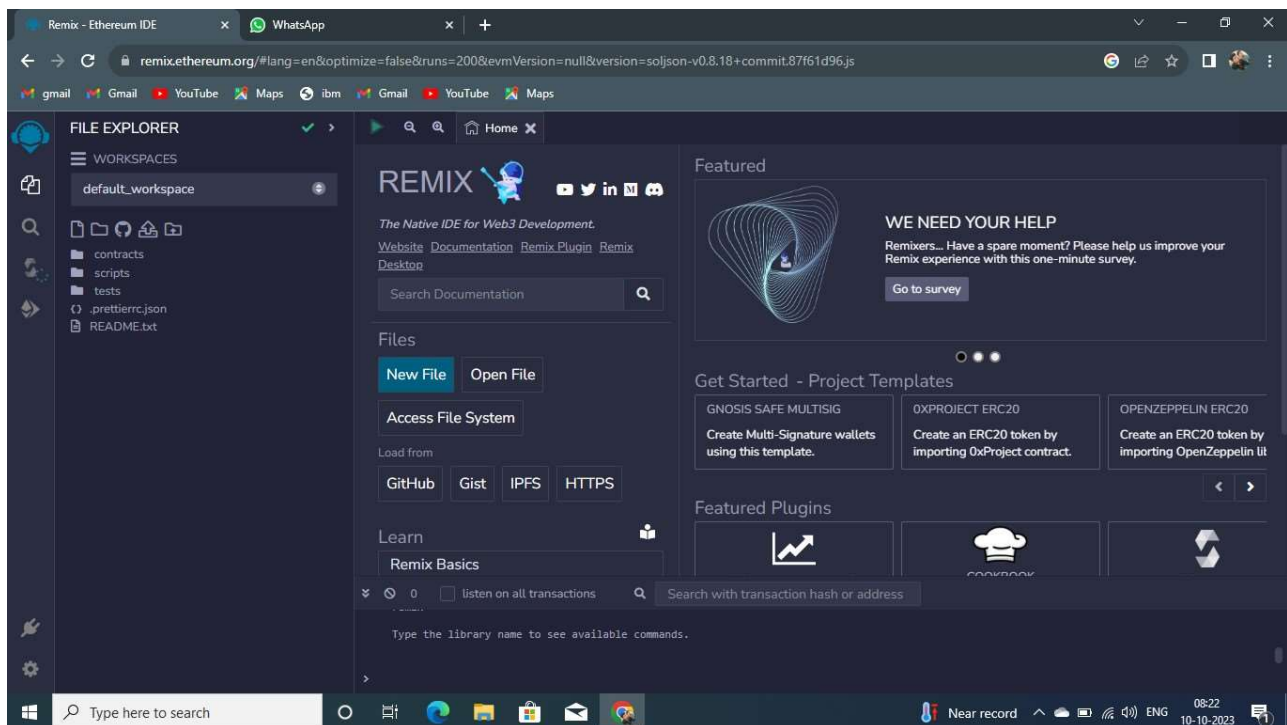 Remix - Ethereum IDE
WhatsApp
remix.ethereum.org/#lang=en&optimize=false&runs=200&evmVersion=null&version=soljson-v0.8.18+commit.87f61d96.js
gmail Gmail YouTube Maps ibm Gmail YouTube Maps
FILE EXPLORER
WORKSPACES
default_workspace
contracts
scripts
tests
.prettierrc.json
README.txt
Home
REMIX
The Native IDE for Web3 Development.
Website Documentation Remix Plugin Remix
Desktop
Search Documentation
Files
New File Open File
Access File System
Load from
GitHub Gist IPFS HTTPS
Learn
Remix Basics
Featured
WE NEED YOUR HELP
Remixers... Have a spare moment? Please help us improve your
Remix experience with this one-minute survey.
Go to survey
Get Started - Project Templates
GNOSIS SAFE MULTISIG
Create Multi-Signature wallets
using this template.
0XPROJECT ERC20
Create an ERC20 token by
importing 0xProject contract.
OPENZEPPELIN ERC20
Create an ERC20 token by
importing OpenZeppelin lib
Featured Plugins
COOKBOOK
0 listen on all transactions Search with transaction hash or address
Type the library name to see available commands.
>
Type here to search
Near record ENG 08:22
10-10-2023